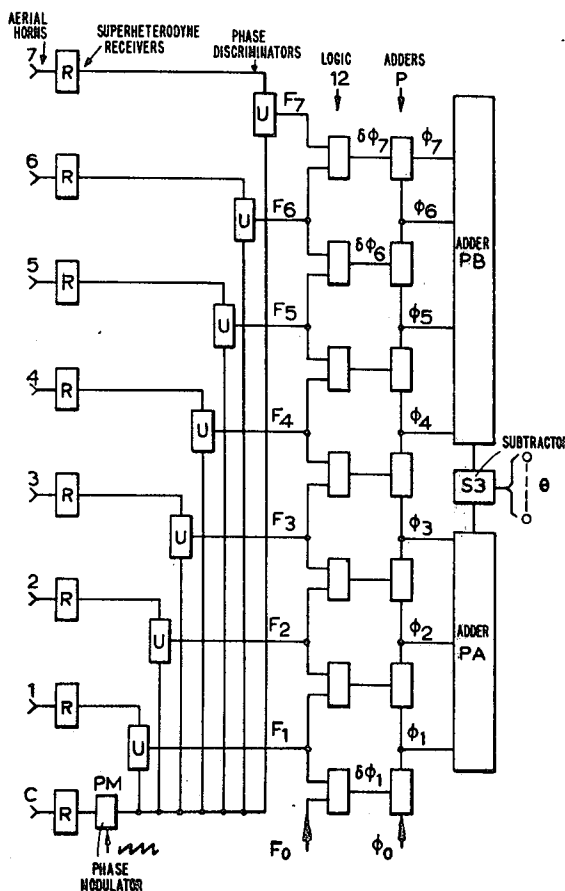 AERIAL
HORNS
SUPERHETERODYNE
RECEIVERS
PHASE
DISCRIMINATORS
LOGIC
12
ADDERS
P
7
R
U
F7
δΦ7
Φ7
6
R
U
F6
δΦ6
Φ6
ADDER
PB
5
R
U
F5
Φ5
4
R
U
F4
Φ4
SUBTRACTOR
S3
θ
3
R
U
F3
Φ3
2
R
U
F2
Φ2
ADDER
PA
1
R
U
F1
Φ1
C
R
PM
δΦ1
F0
Φ0
PHASE
MODULATOR